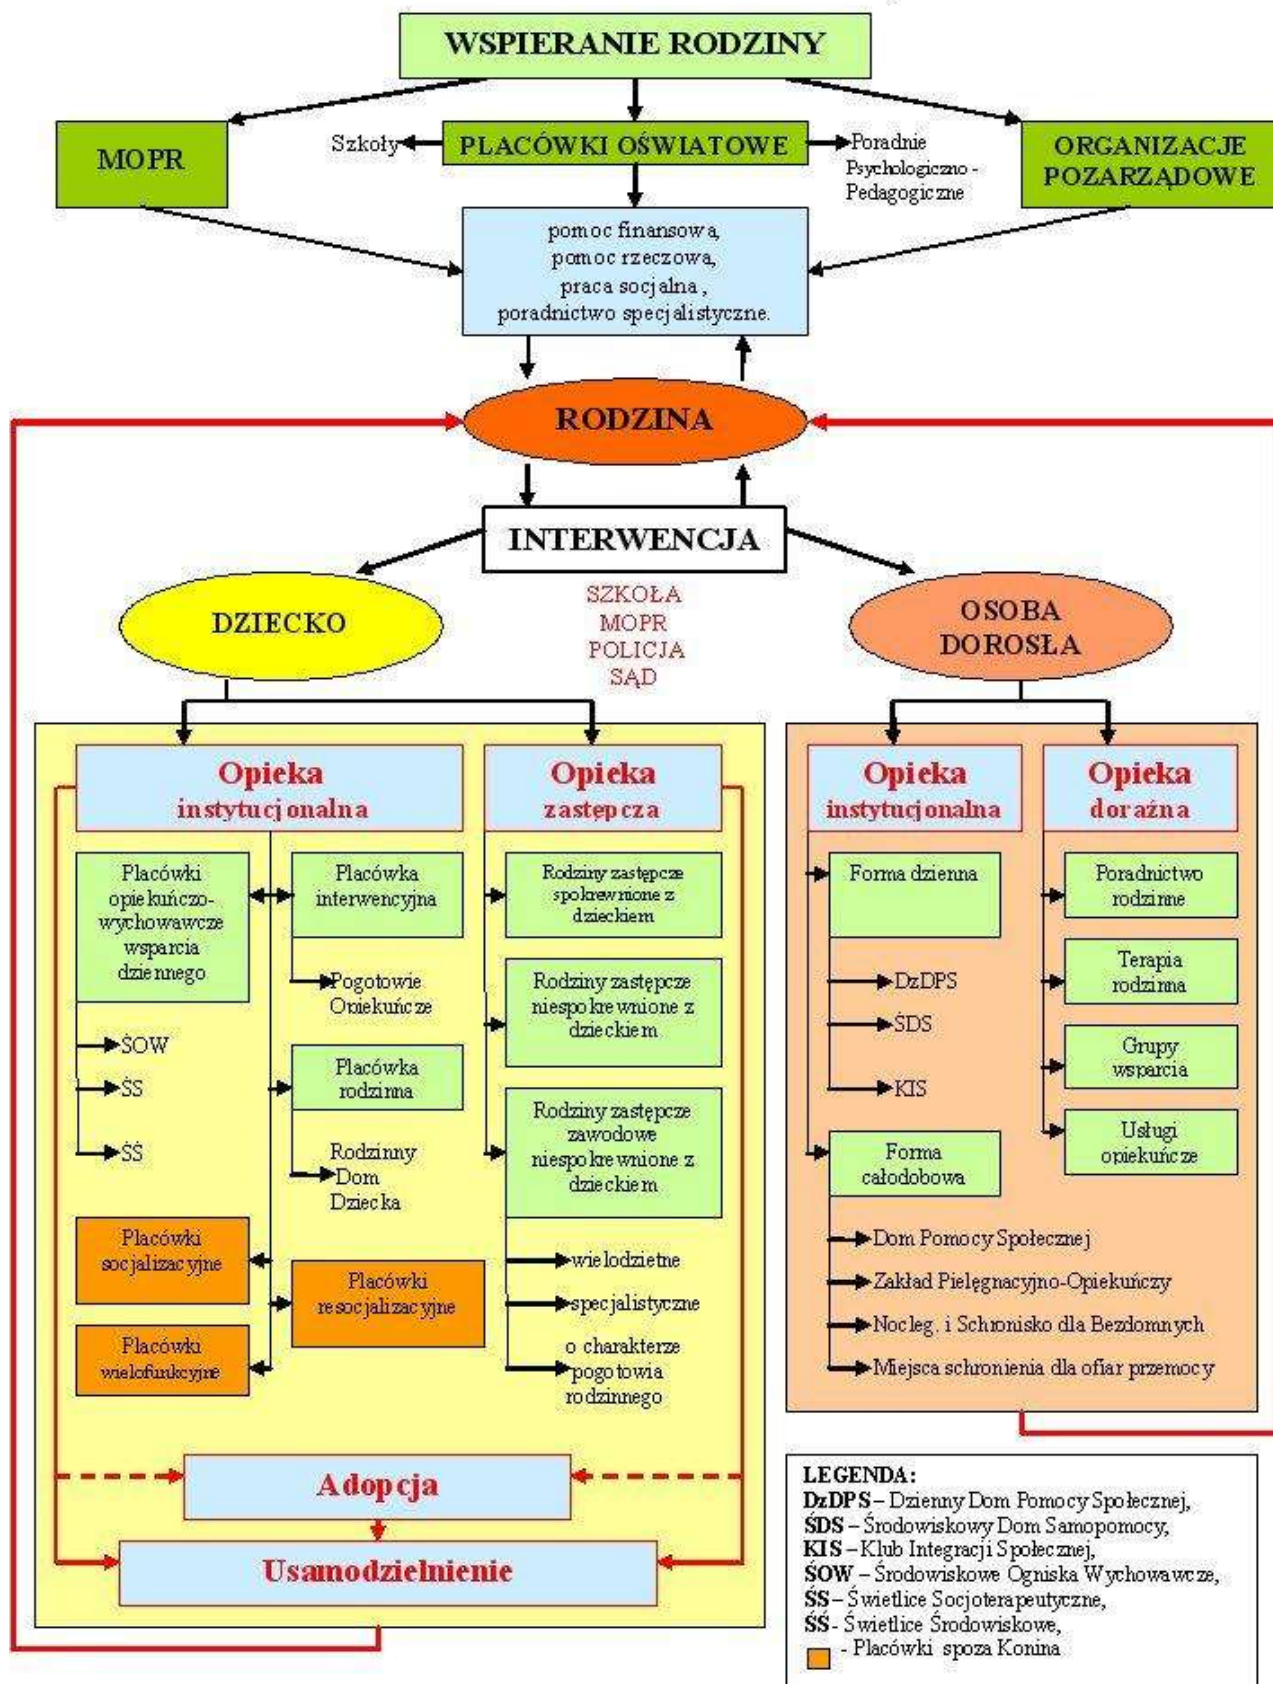 WSPIERANIE RODZINY
MOPR
Szkoły
PLACÓWKI OŚWIATOWE
Poradnie
Psychologiczno -
Pedagogiczne
ORGANIZACJE
POZARZĄDOWE
pomoc finansowa,
pomoc rzeczowa,
praca socjalna ,
poradnictwo specjalistyczne.
RODZINA
INTERWENCJA
SZKOŁA
MOPR
POLICJA
SĄD
DZIECKO
OSOBA
DOROSŁA
Opieka
instytucjonalna
Opieka
zastępcza
Placówki
opiekuńczo-
wychowawcze
wsparcia
dziennego
ŚOW
ŚS
ŚŚ
Placówki
socjalizacyjne
Placówki
wielofunkcyjne
Placówka
interwencyjna
Pogotowie
Opiekuńcze
Placówka
rodzinna
Rodzinny
Dom
Dziecka
Placówki
resocjalizacyjne
Rodziny zastępcze
spokrewnione z
dzieckiem
Rodziny zastępcze
niespokrewnione z
dzieckiem
Rodziny zastępcze
zawodowe
niespokrewnione z
dzieckiem
wielodzietne
specjalistyczne
o charakterze
pogotowia
rodzinnego
Adopcja
Usamodzielnienie
Opieka
instytucjonalna
Opieka
doraźna
Forma dzienna
DzDPS
ŚDS
KIS
Forma
całodobowa
Dom Pomocy Społecznej
Zakład Pielęgnacyjno-Opiekuńczy
Nocleg. i Schronisko dla Bezdomnych
Miejsca schronienia dla ofiar przemocy
Poradnictwo
rodzinne
Terapia
rodzinna
Grupy
wsparcia
Usługi
opiekuńcze
LEGENDA:
DzDPS – Dzienny Dom Pomocy Społecznej,
ŚDS – Środowiskowy Dom Samopomocy,
KIS – Klub Integracji Społecznej,
ŚOW – Środowiskowe Ogniska Wychowawcze,
ŚS – Świetlice Socjoterapeutyczne,
ŚŚ - Świetlice Środowiskowe,
- Placówki spoza Konina